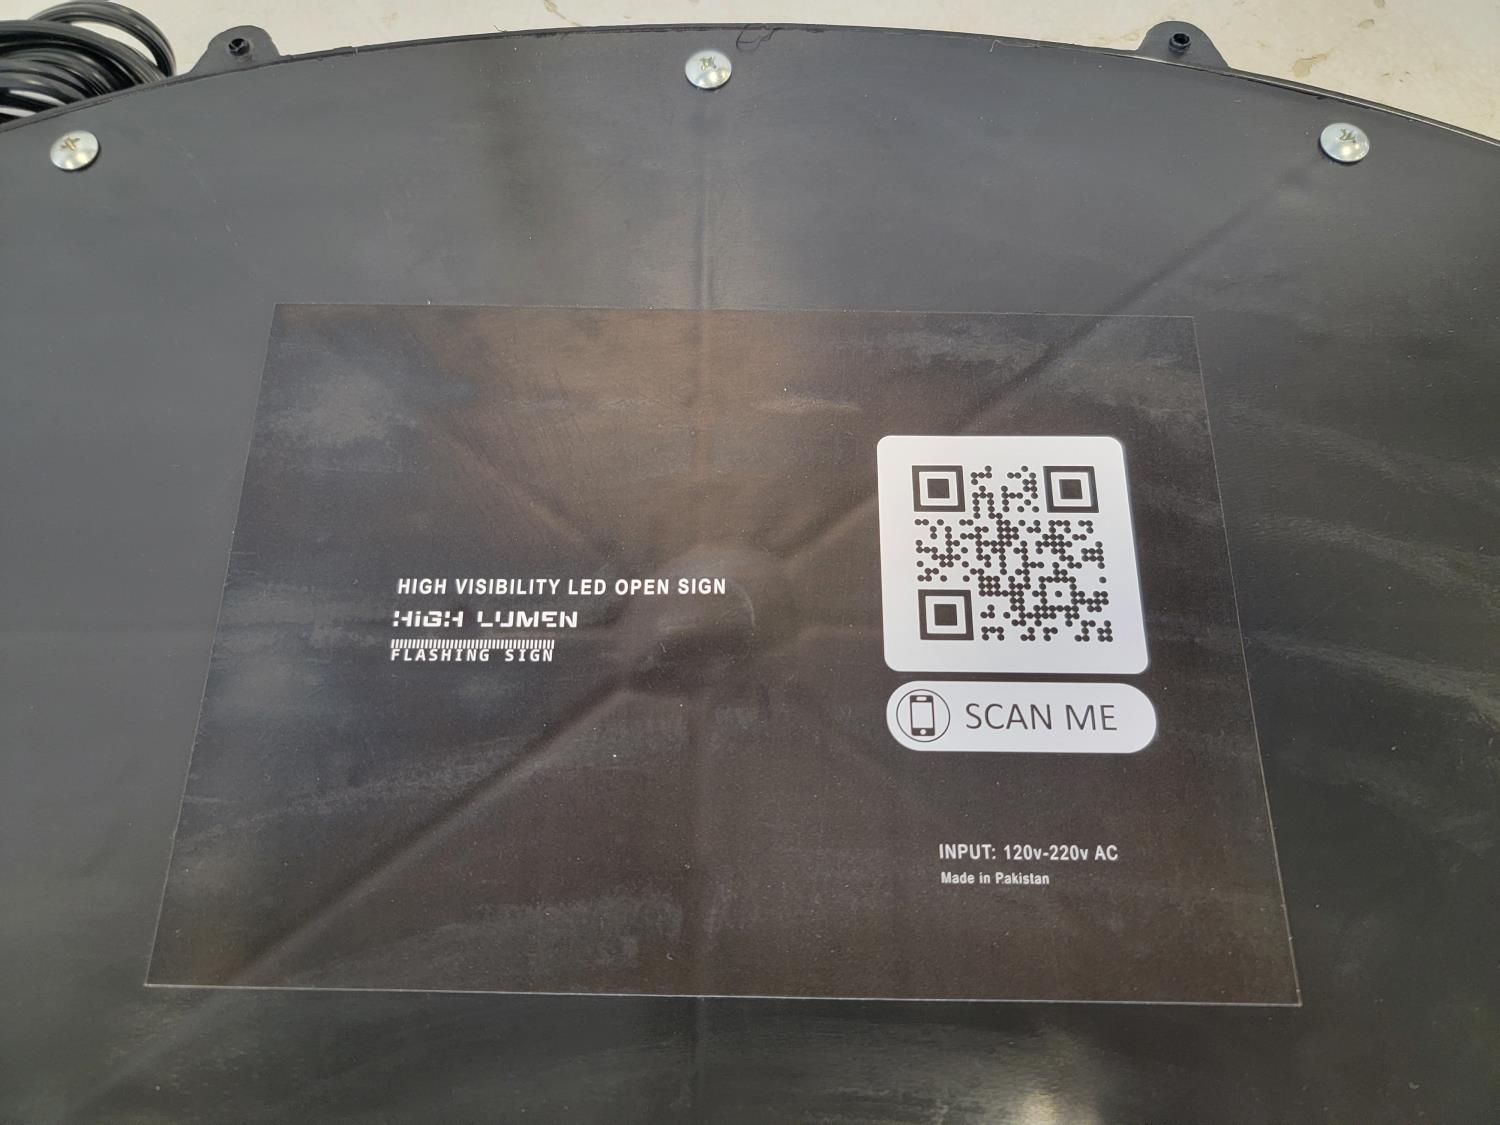 HIGH VISIBILITY LED OPEN SIGN
HiGH LUMEN
FLASHING SIGN
SCAN ME
INPUT: 120v-220v AC
Made in Pakistan